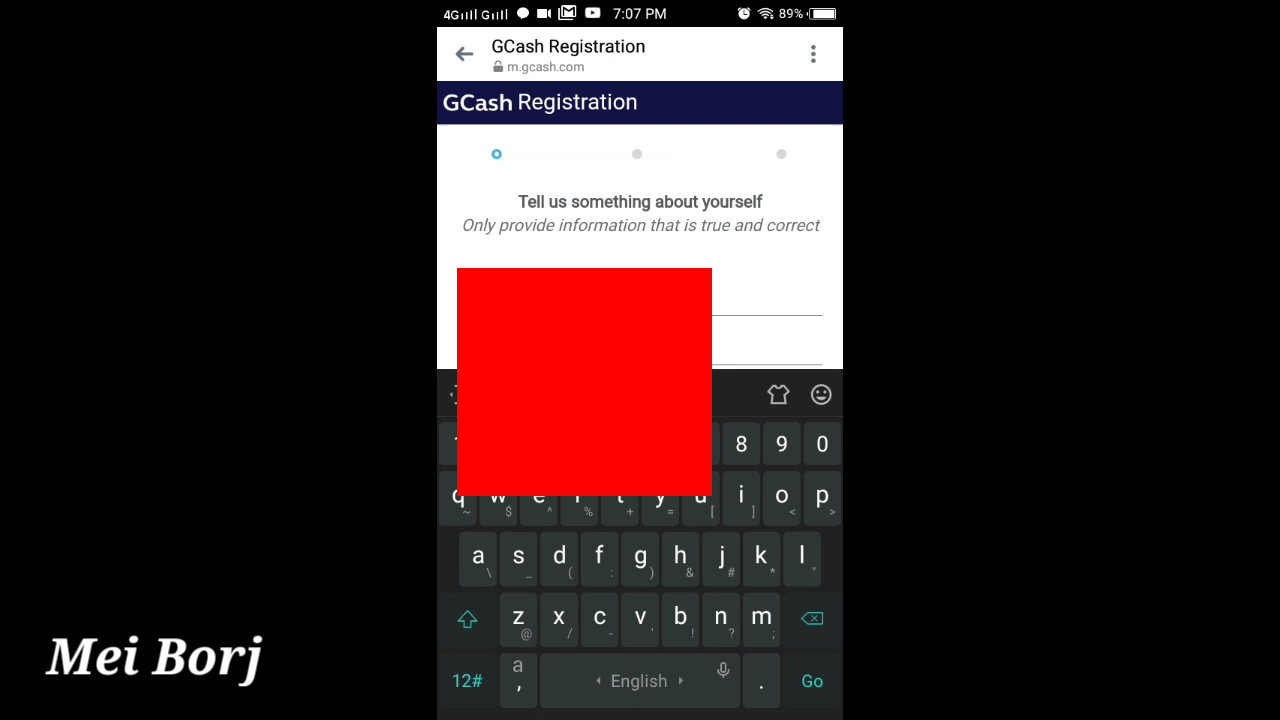 4G G 7:07 PM 89%
GCash Registration
m.gcash.com
GCash Registration
Tell us something about yourself
Only provide information that is true and correct
8 9 0
q w e r t y u i o p
~ $ ^ % + = [ ] < >
a s d f g h j k l
\ _ ( : ) & # * "
z x c v b n m
@ / - ' ! ? ;
12# a , English . Go
Mei Borj